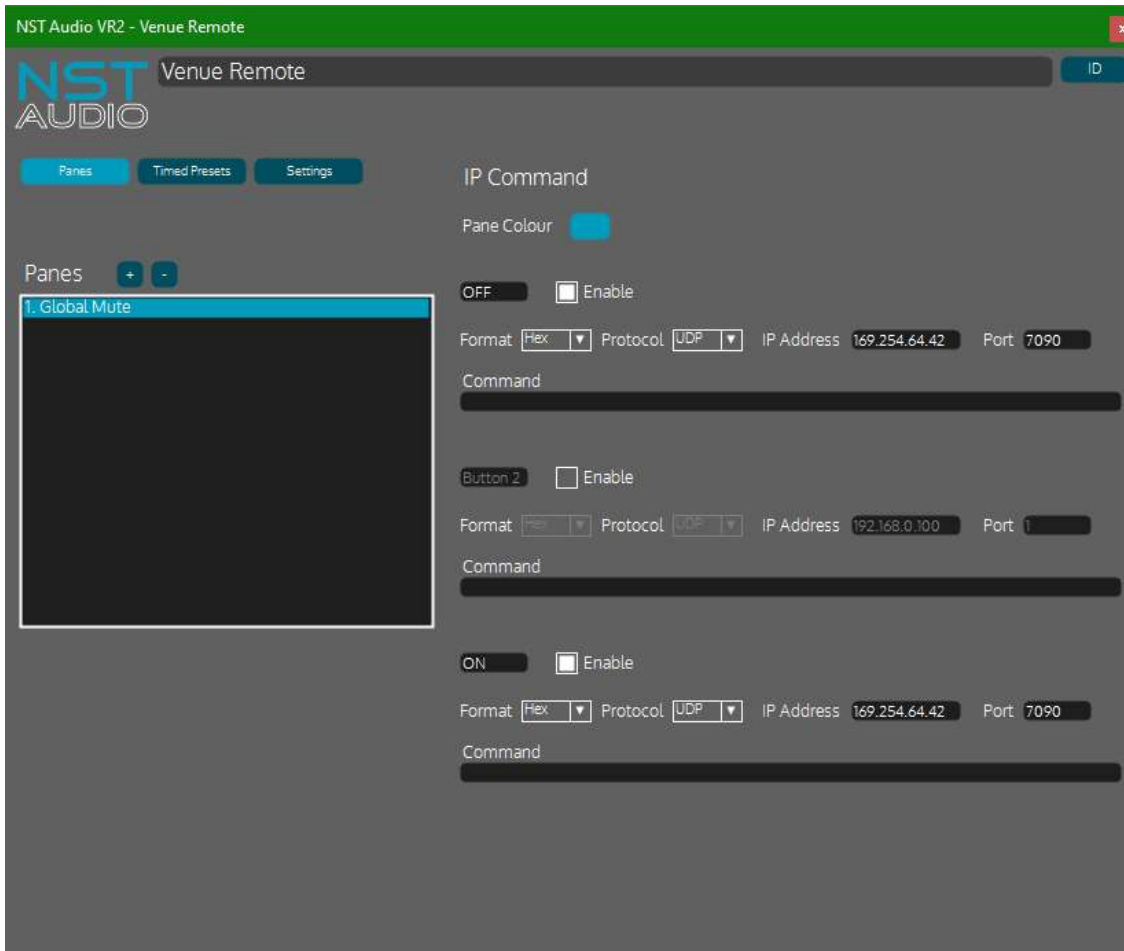 NST Audio VR2 - Venue Remote
x
NST
AUDIO
Venue Remote
ID
Panes
Timed Presets
Settings
IP Command
Pane Colour
Panes
+
-
1. Global Mute
OFF
Enable
Format Hex Protocol UDP IP Address 169.254.64.42 Port 7090
Command
Button 2
Enable
Format Hex Protocol UDP IP Address 192.168.0.100 Port 1
Command
ON
Enable
Format Hex Protocol UDP IP Address 169.254.64.42 Port 7090
Command